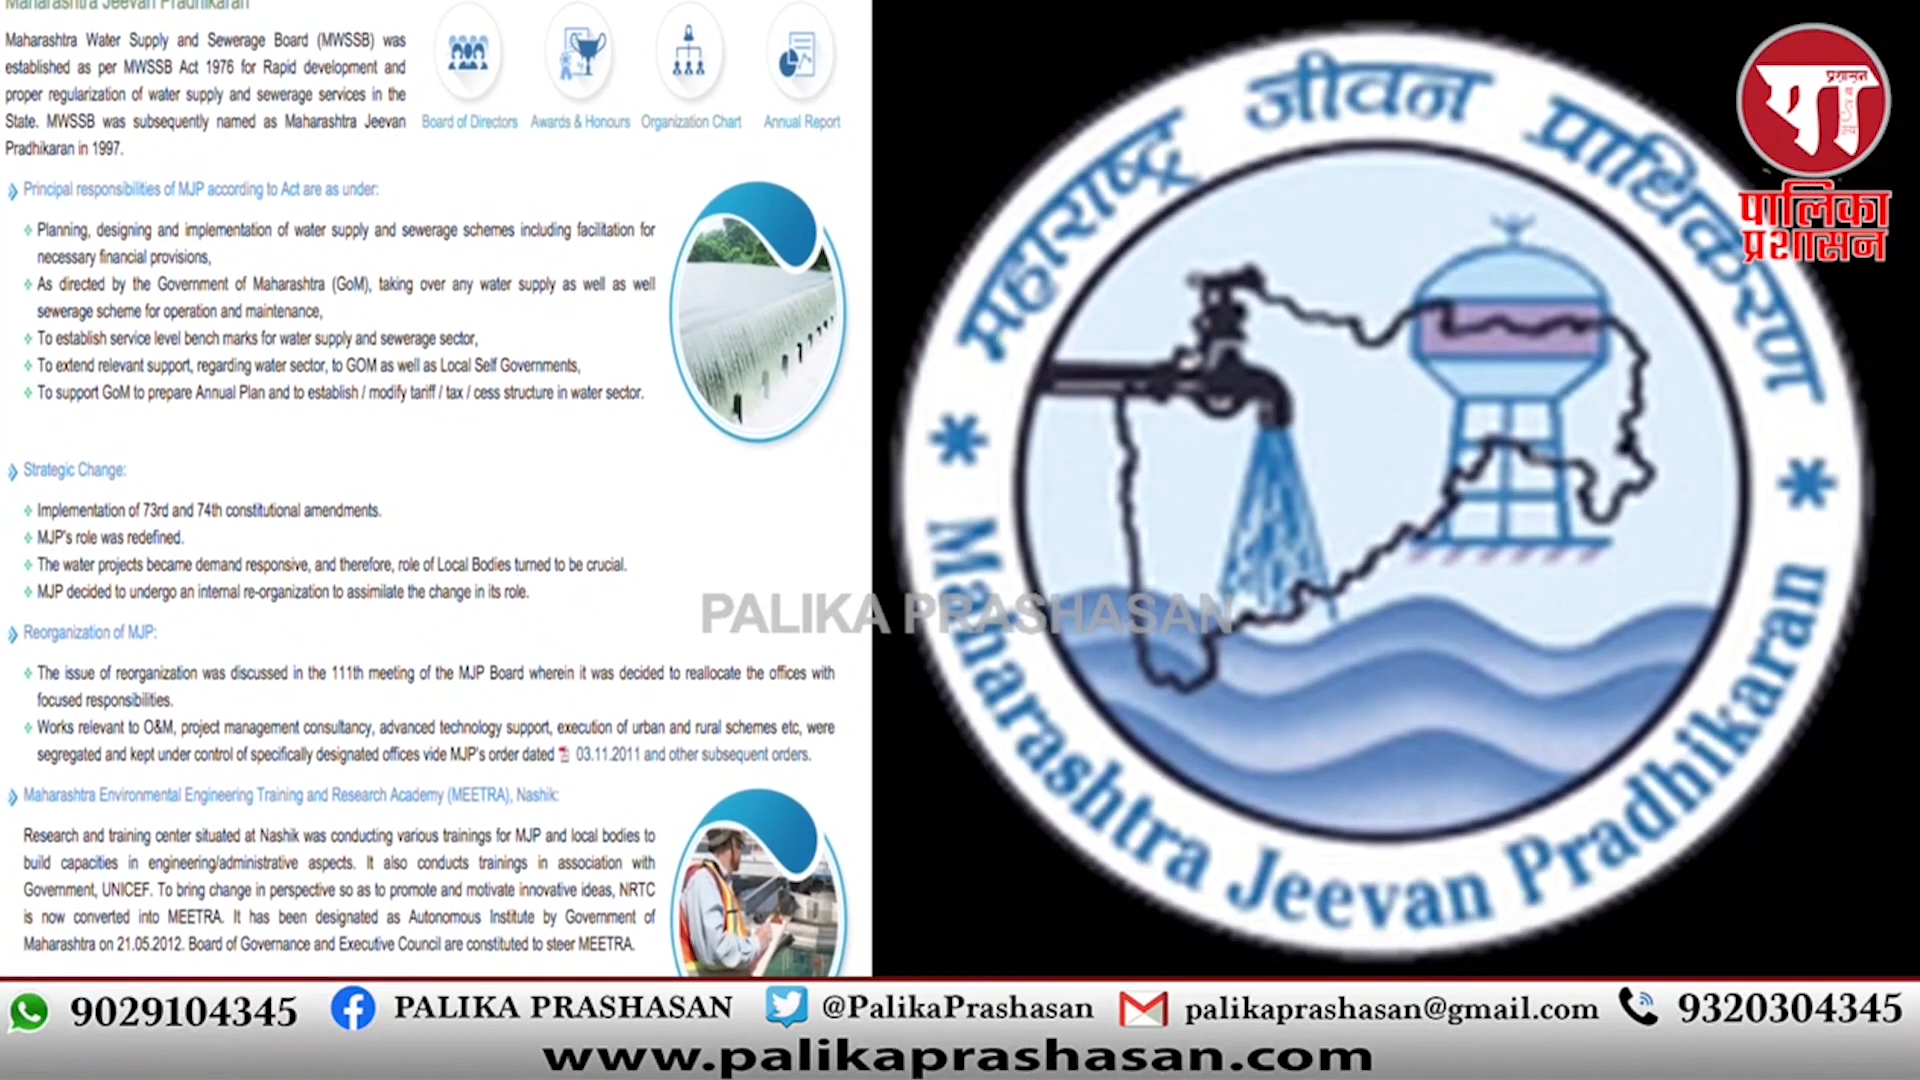 Maharashtra Jeevan Pradhikaran
Maharashtra Water Supply and Sewerage Board (MWSSB) was
established as per MWSSB Act 1976 for Rapid development and
proper regularization of water supply and sewerage services in the
State. MWSSB was subsequently named as Maharashtra Jeevan
Pradhikaran in 1997.
Board of Directors
Awards & Honours
Organization Chart
Annual Report
Principal responsibilities of MJP according to Act are as under:
Planning, designing and implementation of water supply and sewerage schemes including facilitation for
necessary financial provisions,
As directed by the Government of Maharashtra (GoM), taking over any water supply as well as well
sewerage scheme for operation and maintenance,
To establish service level bench marks for water supply and sewerage sector,
To extend relevant support, regarding water sector, to GOM as well as Local Self Governments,
To support GoM to prepare Annual Plan and to establish / modify tariff / tax / cess structure in water sector.
Strategic Change:
Implementation of 73rd and 74th constitutional amendments.
MJP's role was redefined.
The water projects became demand responsive, and therefore, role of Local Bodies turned to be crucial.
MJP decided to undergo an internal re-organization to assimilate the change in its role.
Reorganization of MJP:
The issue of reorganization was discussed in the 111th meeting of the MJP Board wherein it was decided to reallocate the offices with
focused responsibilities.
Works relevant to O&M, project management consultancy, advanced technology support, execution of urban and rural schemes etc, were
segregated and kept under control of specifically designated offices vide MJP's order dated 03.11.2011 and other subsequent orders.
Maharashtra Environmental Engineering Training and Research Academy (MEETRA), Nashik:
Research and training center situated at Nashik was conducting various trainings for MJP and local bodies to
build capacities in engineering/administrative aspects. It also conducts trainings in association with
Government, UNICEF. To bring change in perspective so as to promote and motivate innovative ideas, NRTC
is now converted into MEETRA. It has been designated as Autonomous Institute by Government of
Maharashtra on 21.05.2012. Board of Governance and Executive Council are constituted to steer MEETRA.
महाराष्ट्र जीवन प्राधिकरण
* Maharashtra Jeevan Pradhikaran *
प्रशासन
पालिका
प्रशासन
PALIKA PRASHASAN
9029104345 PALIKA PRASHASAN @PalikaPrashasan palikaprashasan@gmail.com 9320304345
www.palikaprashasan.com